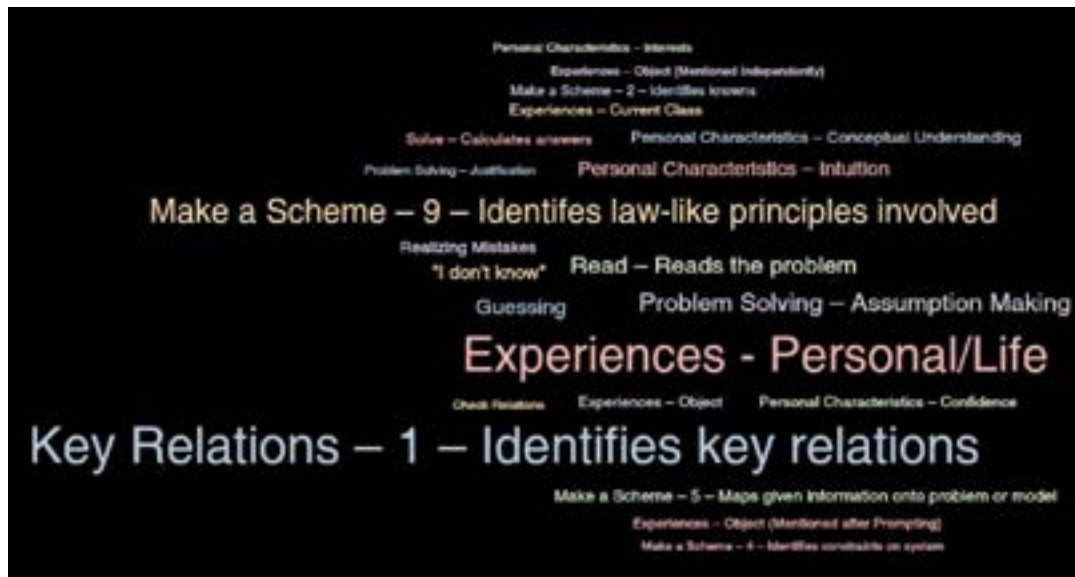 Personal Characteristics – Interests
Experiences – Object (Mentioned Independently)
Make a Scheme – 2 – Identifies knowns
Experiences – Current Class
Solve – Calculates answers Personal Characteristics – Conceptual Understanding
Problem Solving – Justification Personal Characteristics – Intuition
Make a Scheme – 9 – Identifes law-like principles involved
Realizing Mistakes
"I don't know" Read – Reads the problem
Guessing Problem Solving – Assumption Making
Experiences - Personal/Life
Check Relations Experiences – Object Personal Characteristics – Confidence
Key Relations – 1 – Identifies key relations
Make a Scheme – 5 – Maps given information onto problem or model
Experiences – Object (Mentioned after Prompting)
Make a Scheme – 4 – Identifies constraints on system